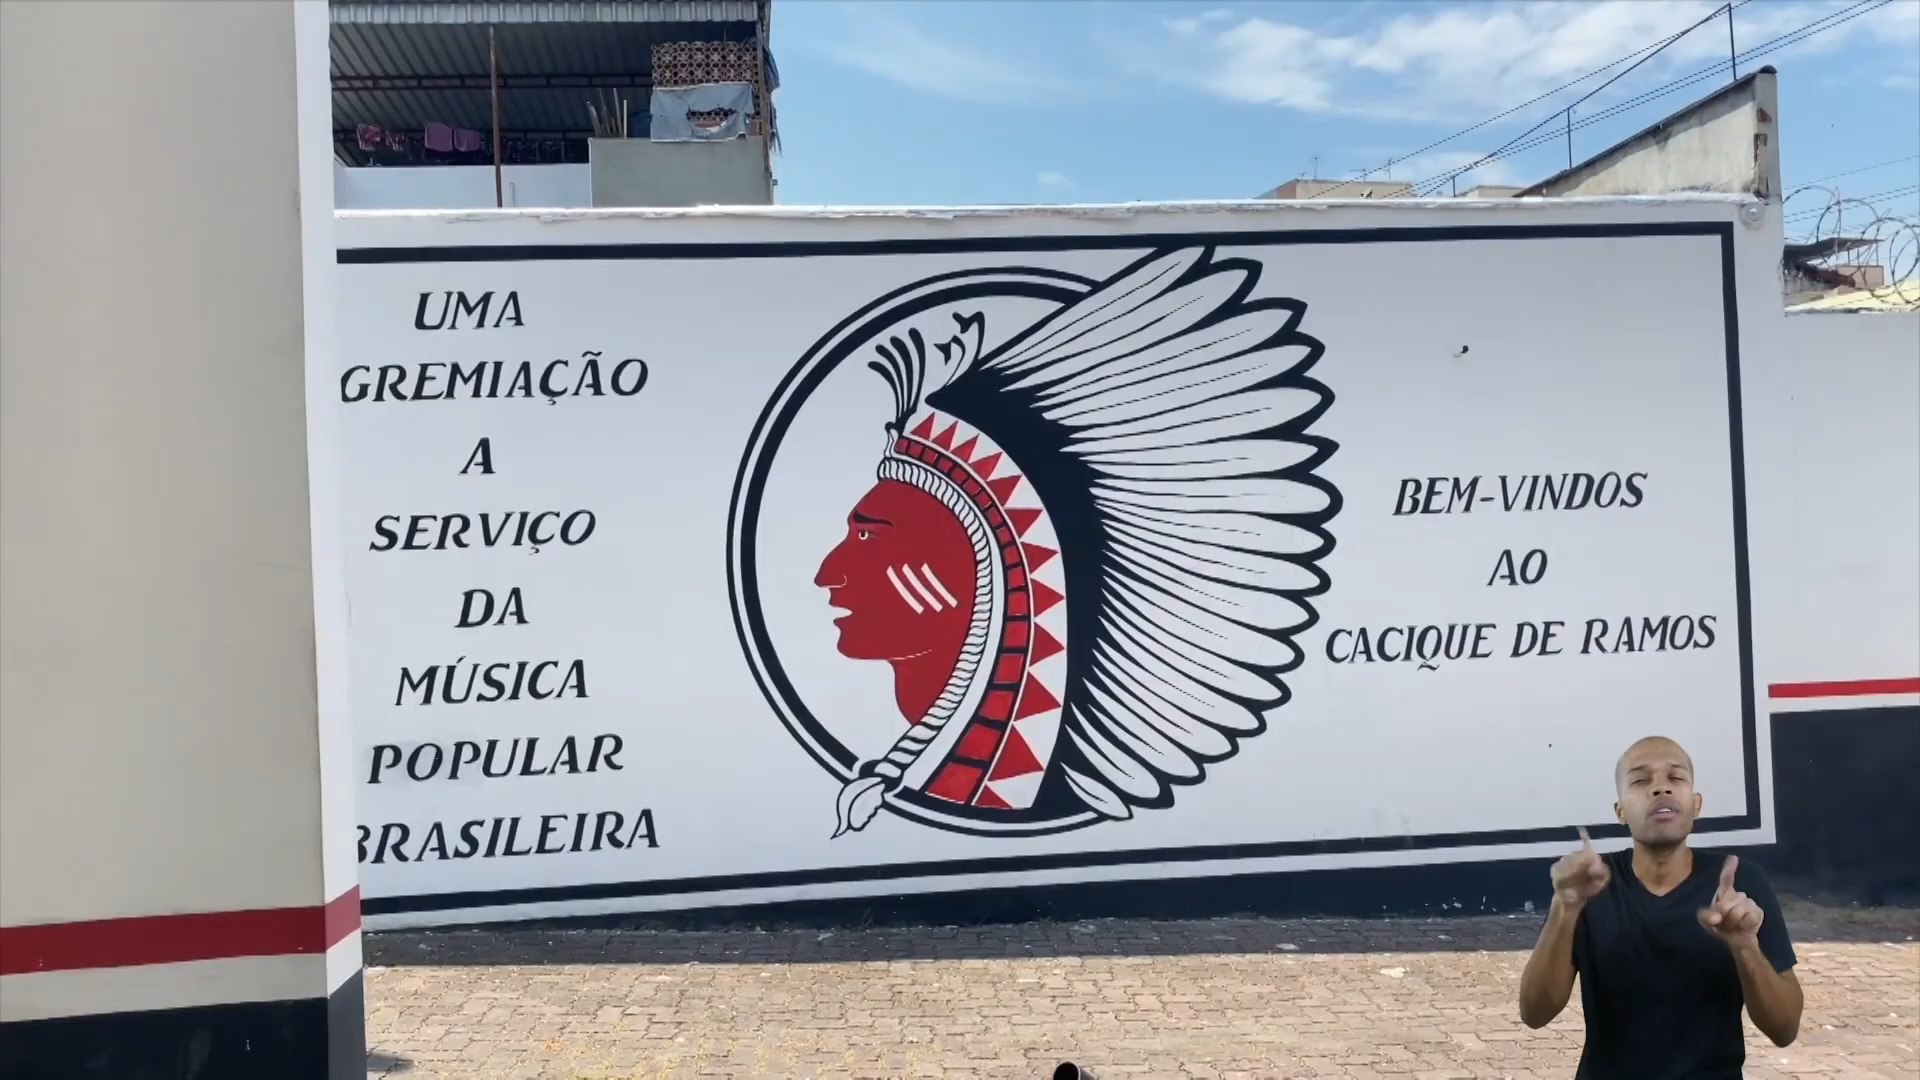 UMA
GREMIAÇÃO
A
SERVIÇO
DA
MÚSICA
POPULAR
BRASILEIRA
BEM-VINDOS
AO
CACIQUE DE RAMOS